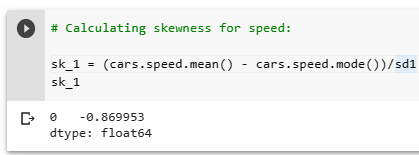 # Calculating skewness for speed:
sk_1 = (cars.speed.mean() - cars.speed.mode())/sd1
sk_1
0   -0.869953
dtype: float64